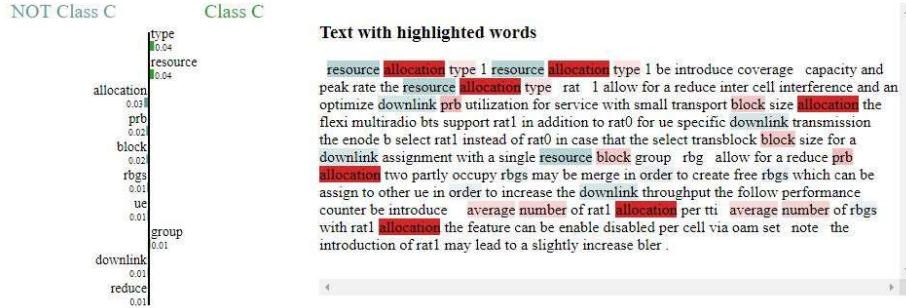 NOT Class C
Class C
type
0.04
resource
0.04
allocation
0.03
prb
0.02
block
0.02
rbgs
0.01
ue
0.01
group
0.01
downlink
0.01
reduce
0.01
Text with highlighted words
resource allocation type 1 resource allocation type 1 be introduce coverage capacity and
peak rate the resource allocation type rat 1 allow for a reduce inter cell interference and an
optimize downlink prb utilization for service with small transport block size allocation the
flexi multiradio bts support rat1 in addition to rat0 for ue specific downlink transmission
the enode b select rat1 instead of rat0 in case that the select transblock block size for a
downlink assignment with a single resource block group rbg allow for a reduce prb
allocation two partly occupy rbgs may be merge in order to create free rbgs which can be
assign to other ue in order to increase the downlink throughput the follow performance
counter be introduce average number of rat1 allocation per tti average number of rbgs
with rat1 allocation the feature can be enable disabled per cell via oam set note the
introduction of rat1 may lead to a slightly increase bler .